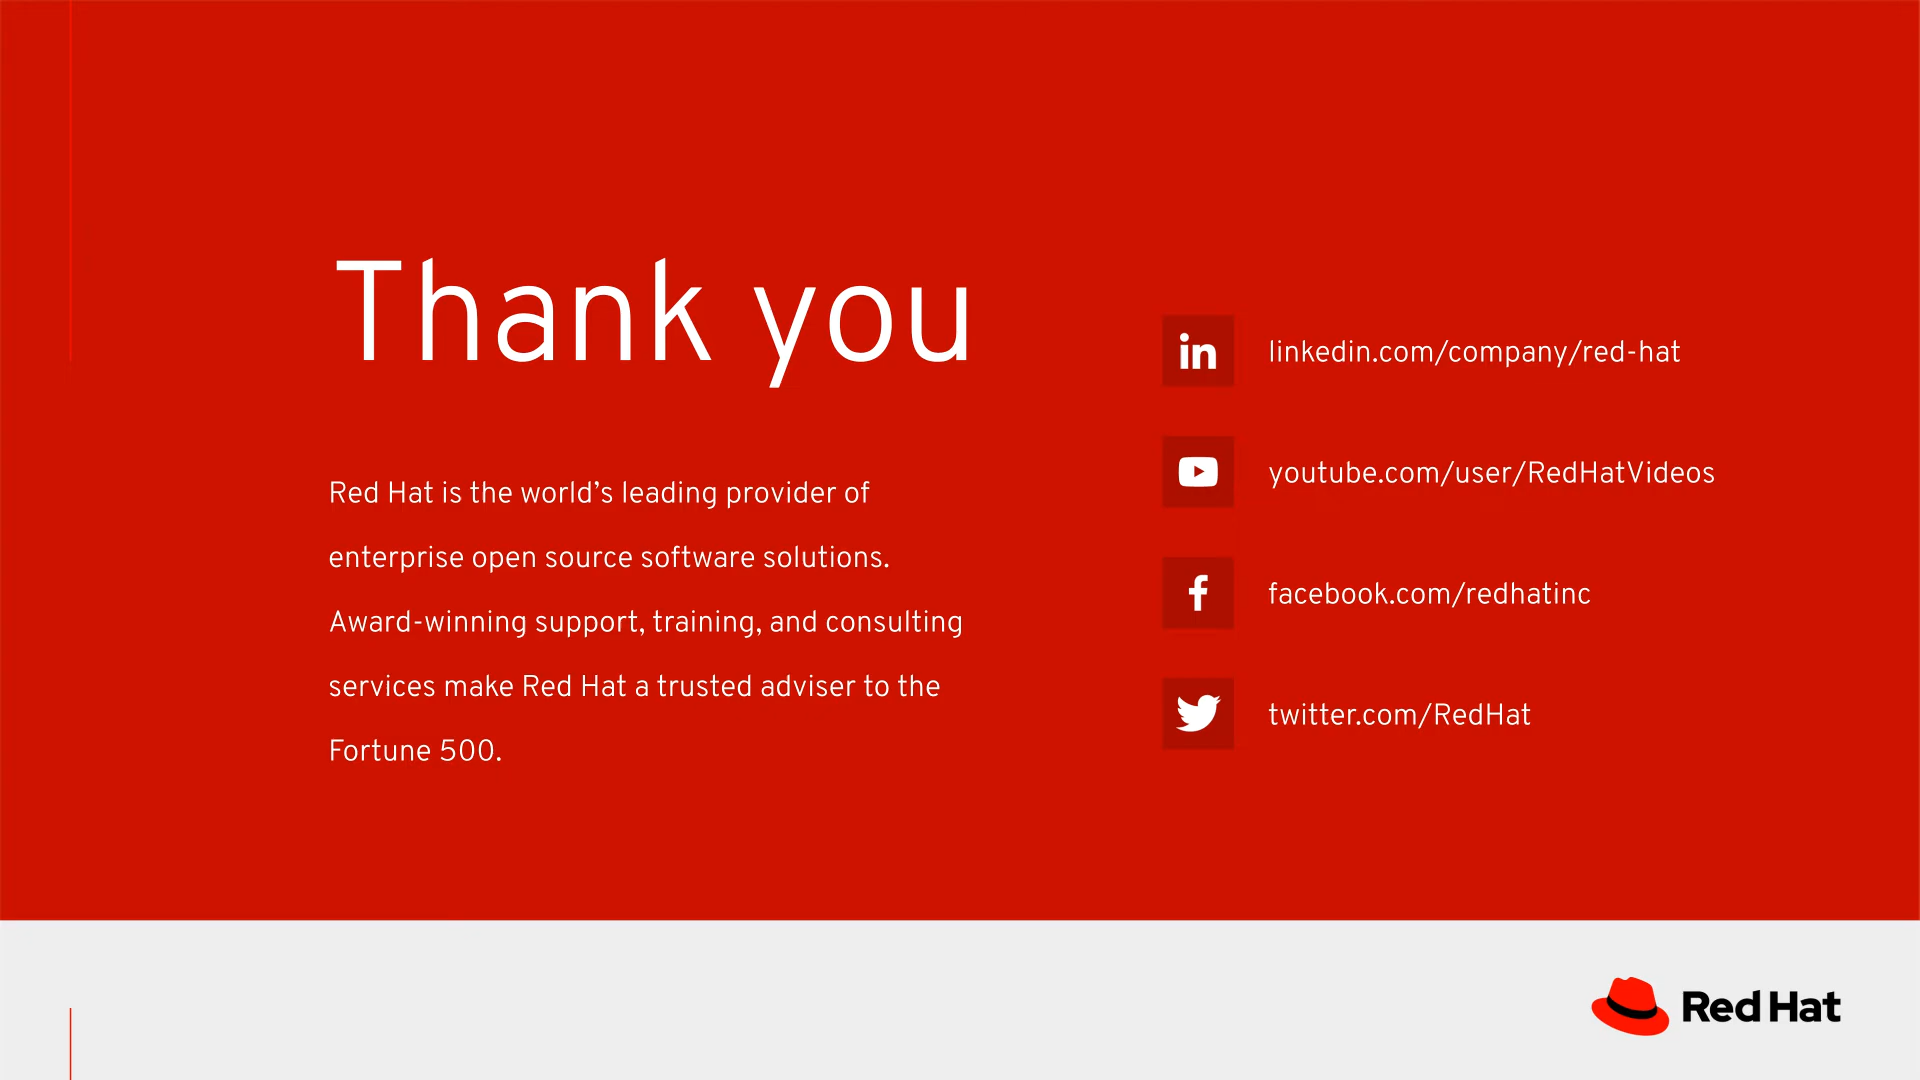 Thank you
Red Hat is the world’s leading provider of
enterprise open source software solutions.
Award-winning support, training, and consulting
services make Red Hat a trusted adviser to the
Fortune 500.
linkedin.com/company/red-hat
youtube.com/user/RedHatVideos
facebook.com/redhatinc
twitter.com/RedHat
Red Hat